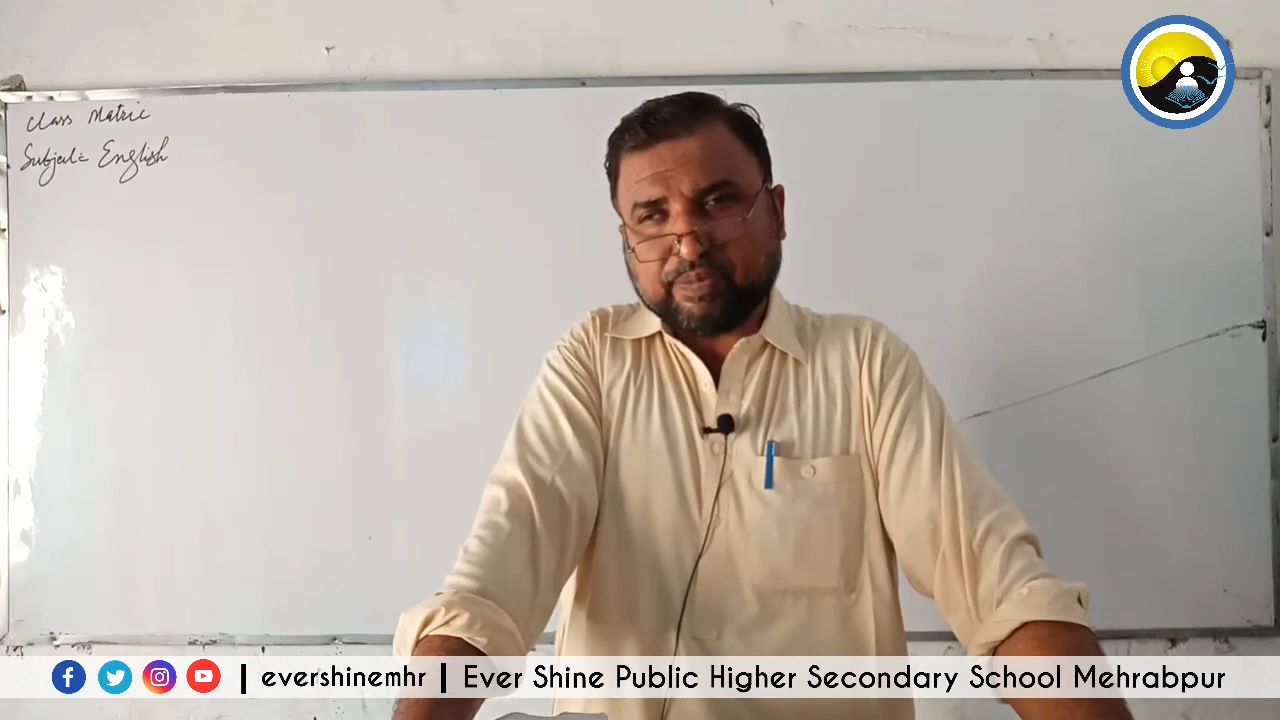 Class Matric
Subject:- English
| evershinemhr | Ever Shine Public Higher Secondary School Mehrabpur